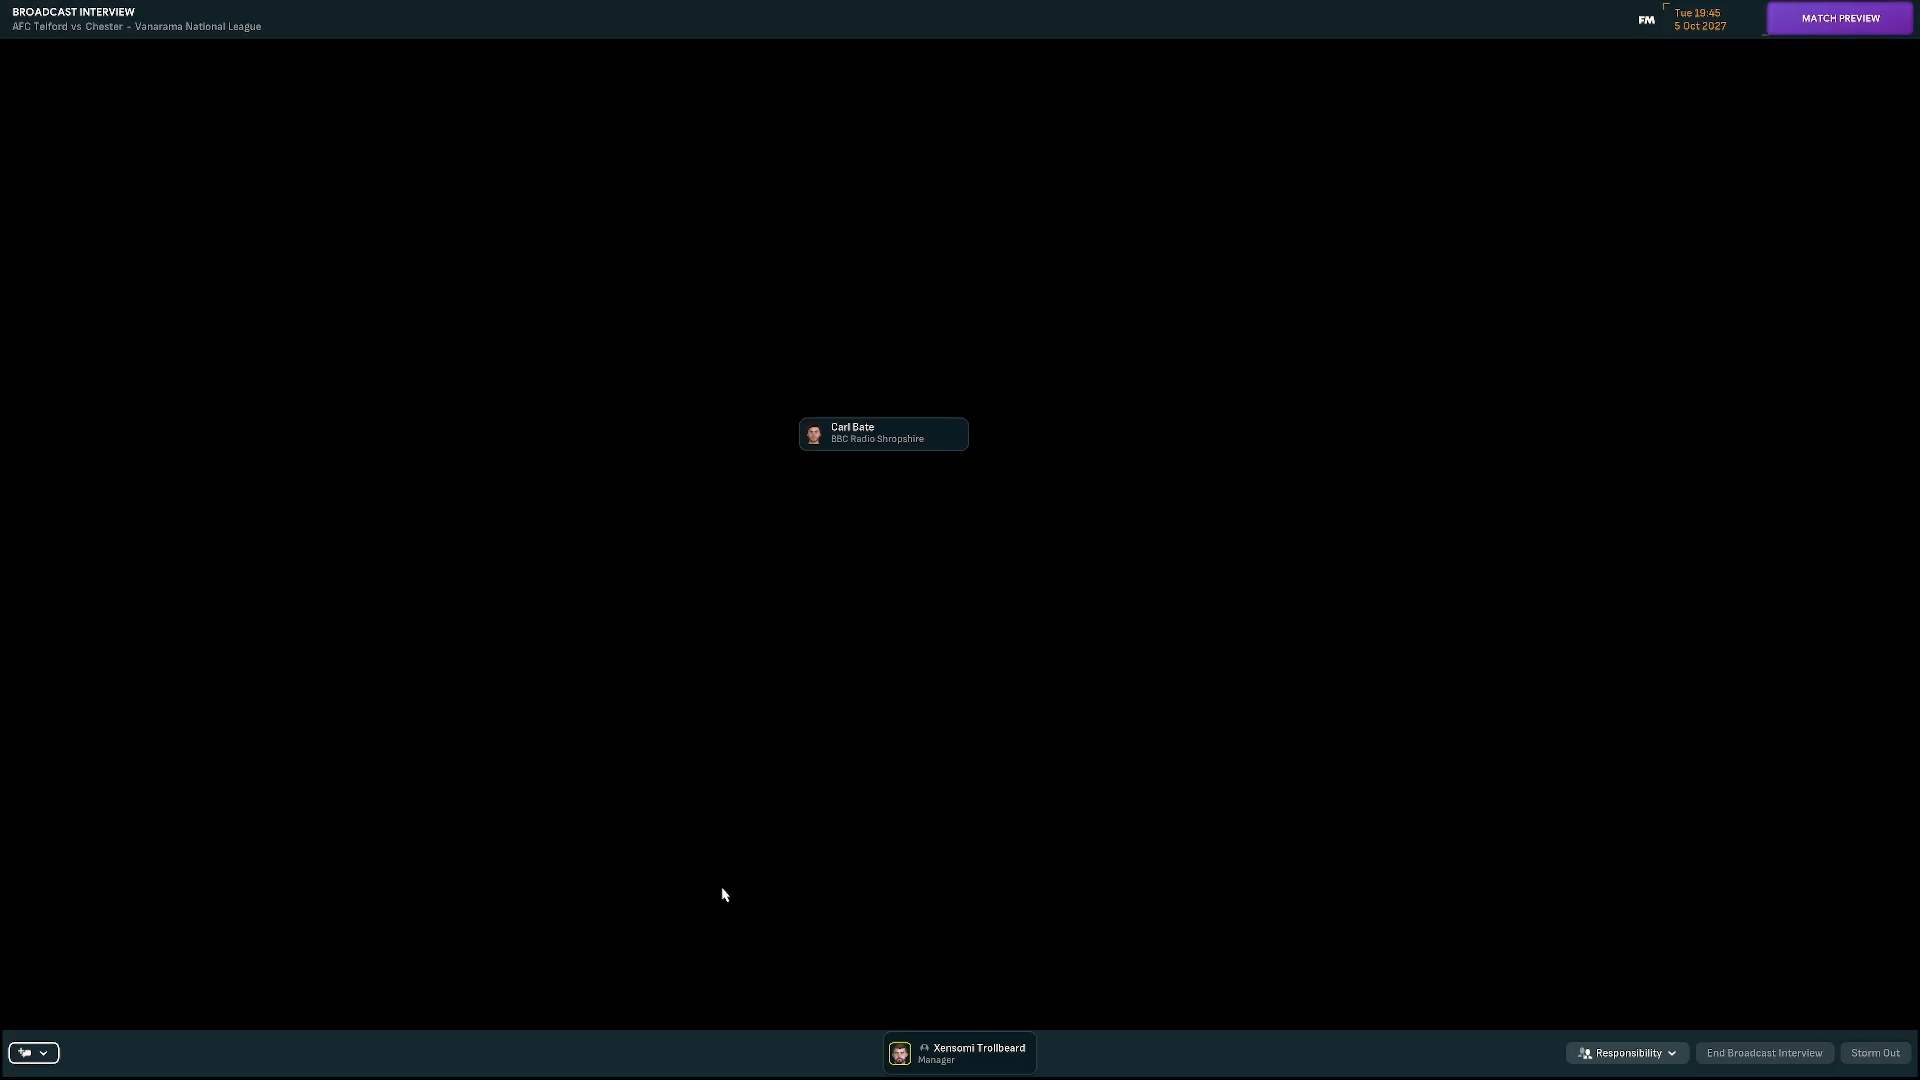 BROADCAST INTERVIEW
AFC Telford vs Chester - Vanarama National League
FM
Tue 19:45
5 Oct 2027
MATCH PREVIEW
Carl Bate
BBC Radio Shropshire
Xensomi Trollbeard
Manager
Responsibility
End Broadcast Interview
Storm Out